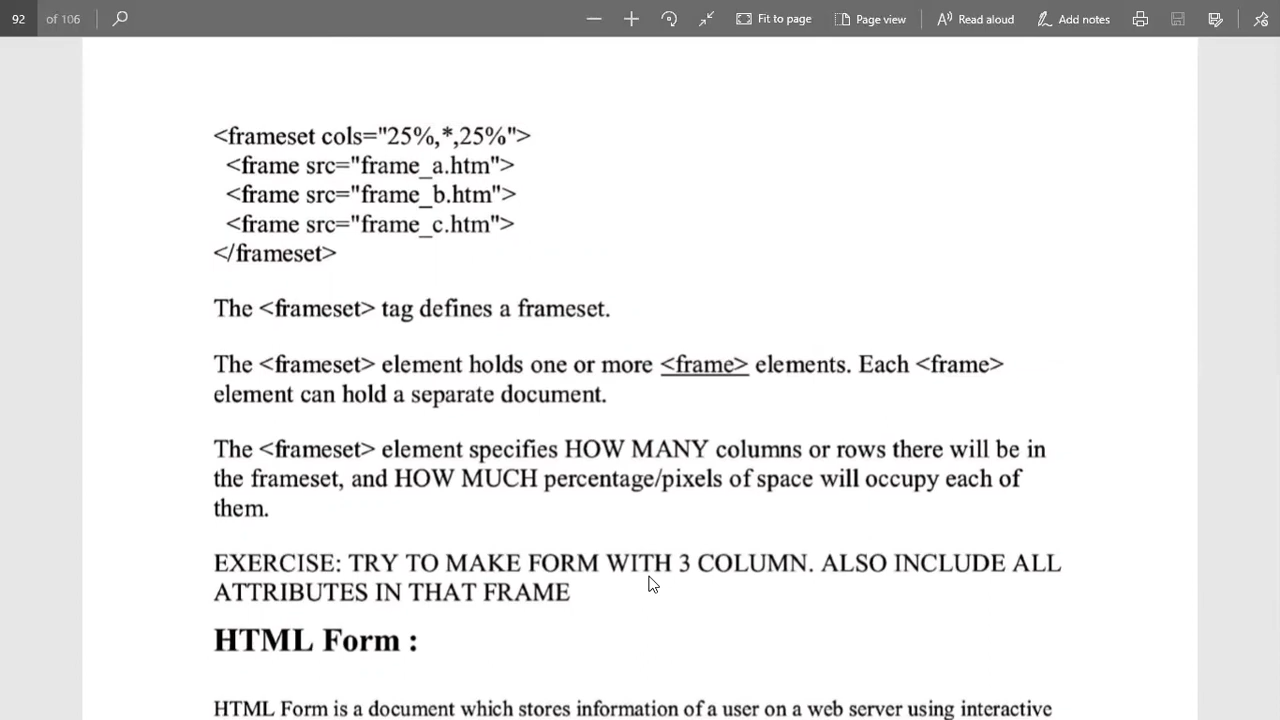 92 of 106 Fit to page Page view Read aloud Add notes
<frameset cols="25%,*,25%">
<frame src="frame_a.htm">
<frame src="frame_b.htm">
<frame src="frame_c.htm">
</frameset>
The <frameset> tag defines a frameset.
The <frameset> element holds one or more <frame> elements. Each <frame>
element can hold a separate document.
The <frameset> element specifies HOW MANY columns or rows there will be in
the frameset, and HOW MUCH percentage/pixels of space will occupy each of
them.
EXERCISE: TRY TO MAKE FORM WITH 3 COLUMN. ALSO INCLUDE ALL
ATTRIBUTES IN THAT FRAME
HTML Form :
HTML Form is a document which stores information of a user on a web server using interactive